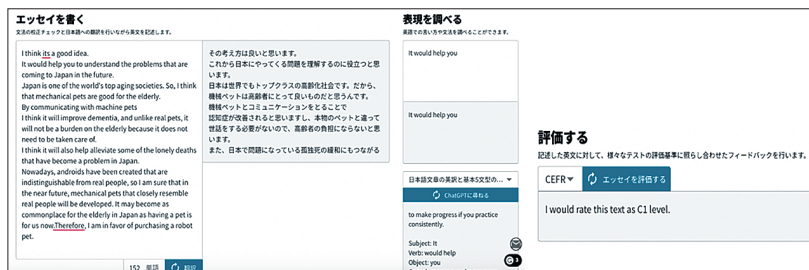 エッセイを書く
文法の校正チェックと日本語への翻訳を行いながら英文を記述します。
I think its a good idea.
It would help you to understand the problems that are
coming to Japan in the future.
Japan is one of the world's top aging societies. So, I think
that mechanical pets are good for the elderly.
By communicating with machine pets
I think it will improve dementia, and unlike real pets, it
will not be a burden on the elderly because it does not
need to be taken care of.
I think it will also help alleviate some of the lonely deaths
that have become a problem in Japan.
Nowadays, androids have been created that are
indistinguishable from real people, so I am sure that in
the near future, mechanical pets that closely resemble
real people will be developed. It may become as
commonplace for the elderly in Japan as having a pet is
for us now.Therefore, I am in favor of purchasing a robot
pet.
152 単語
翻訳
その考え方は良いと思います。
これから日本にやってくる問題を理解するのに役立つと思
います。
日本は世界でもトップクラスの高齢化社会です。だから、
機械ペットは高齢者にとって良いものだと思うんです。
機械ペットとコミュニケーションをとることで
認知症が改善されると思いますし、本物のペットと違って
世話をする必要がないので、高齢者の負担にならないと思
います。
また、日本で問題になっている孤独死の緩和にもつながる
表現を調べる
英語での言い方や文法を調べることができます。
It would help you
It would help you
日本語文章の英訳と基本5文型の...
ChatGPTに尋ねる
to make progress if you practice
consistently.
Subject: It
Verb: would help
Object: you
3
評価する
記述した英文に対して、様々なテストの評価基準に照らし合わせたフィードバックを行います。
CEFR
エッセイを評価する
I would rate this text as C1 level.